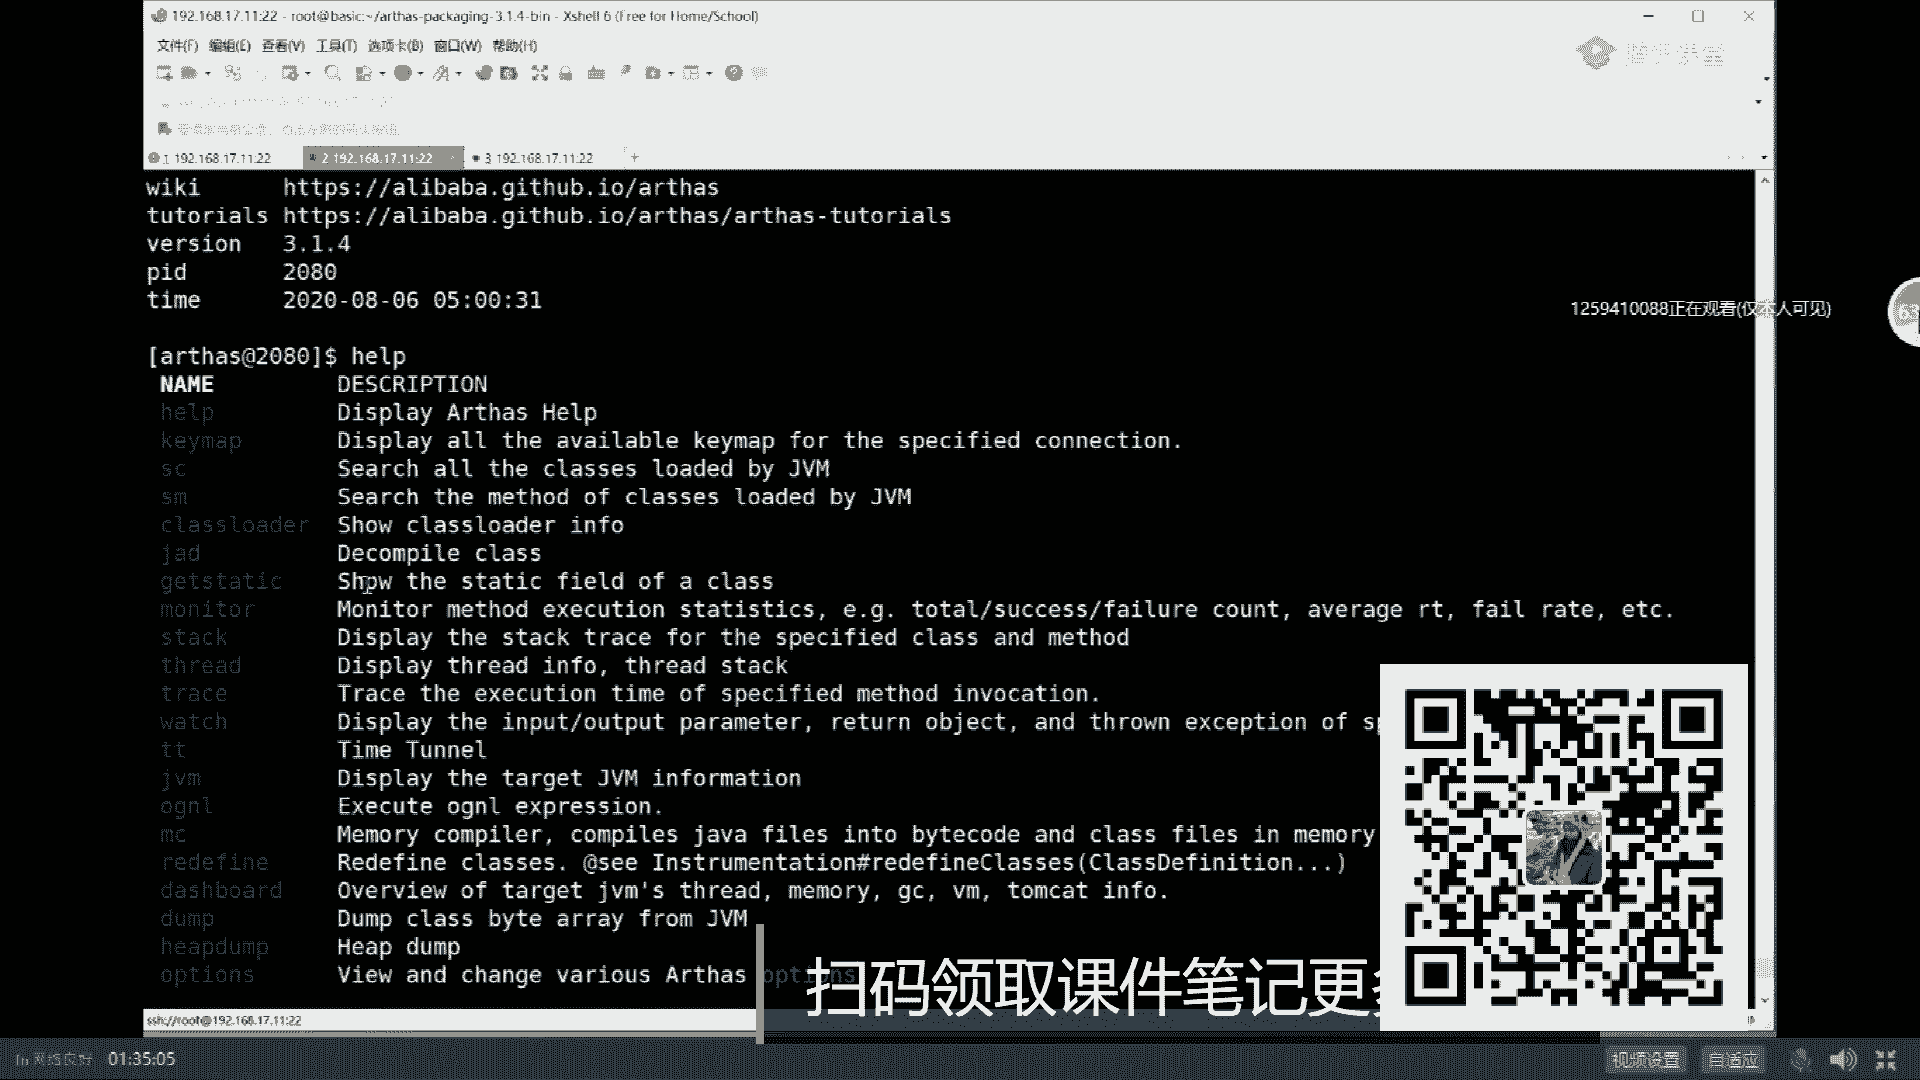 192.168.17.11:22 - root@basic:~/arthas-packaging-3.1.4-bin - Xshell 6 (Free for Home/School)
文件(F) 编辑(E) 查看(V) 工具(T) 选项卡(B) 窗口(W) 帮助(H)
1 192.168.17.11:22 2 192.168.17.11:22 3 192.168.17.11:22
wiki https://alibaba.github.io/arthas
tutorials https://alibaba.github.io/arthas/arthas-tutorials
version 3.1.4
pid 2080
time 2020-08-06 05:00:31
1259410088正在观看(仅本人可见)
63
[arthas@2080]$ help
NAME DESCRIPTION
help Display Arthas Help
keymap Display all the available keymap for the specified connection.
sc Search all the classes loaded by JVM
sm Search the method of classes loaded by JVM
classloader Show classloader info
jad Decompile class
getstatic Show the static field of a class
monitor Monitor method execution statistics, e.g. total/success/failure count, average rt, fail rate, etc.
stack Display the stack trace for the specified class and method
thread Display thread info, thread stack
trace Trace the execution time of specified method invocation.
watch Display the input/output parameter, return object, and thrown exception of sp
tt Time Tunnel
jvm Display the target JVM information
ognl Execute ognl expression.
mc Memory compiler, compiles java files into bytecode and class files in memory
redefine Redefine classes. @see Instrumentation#redefineClasses(ClassDefinition...)
dashboard Overview of target jvm's thread, memory, gc, vm, tomcat info.
dump Dump class byte array from JVM
heapdump Heap dump
options View and change various Arthas options
扫码领取课件笔记更
ssh://root@192.168.17.11:22
网络良好 01:35:05 视频设置 自适应